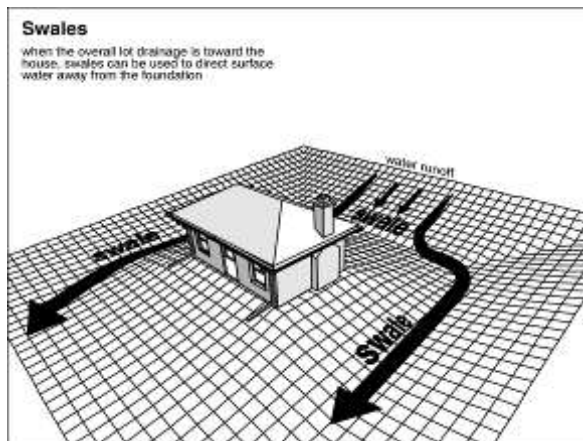 Swales
when the overall lot drainage is toward the
house, swales can be used to direct surface
water away from the foundation
water runoff
swale
swale
Swale